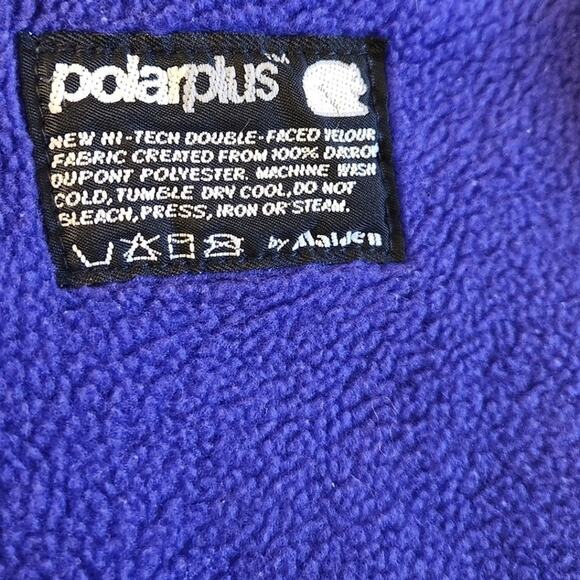 polarplus™
NEW HI-TECH DOUBLE-FACED VELOUR
FABRIC CREATED FROM 100% DACRON
DUPONT POLYESTER. MACHINE WASH
COLD, TUMBLE DRY COOL, DO NOT
BLEACH, PRESS, IRON OR STEAM.
by Malden